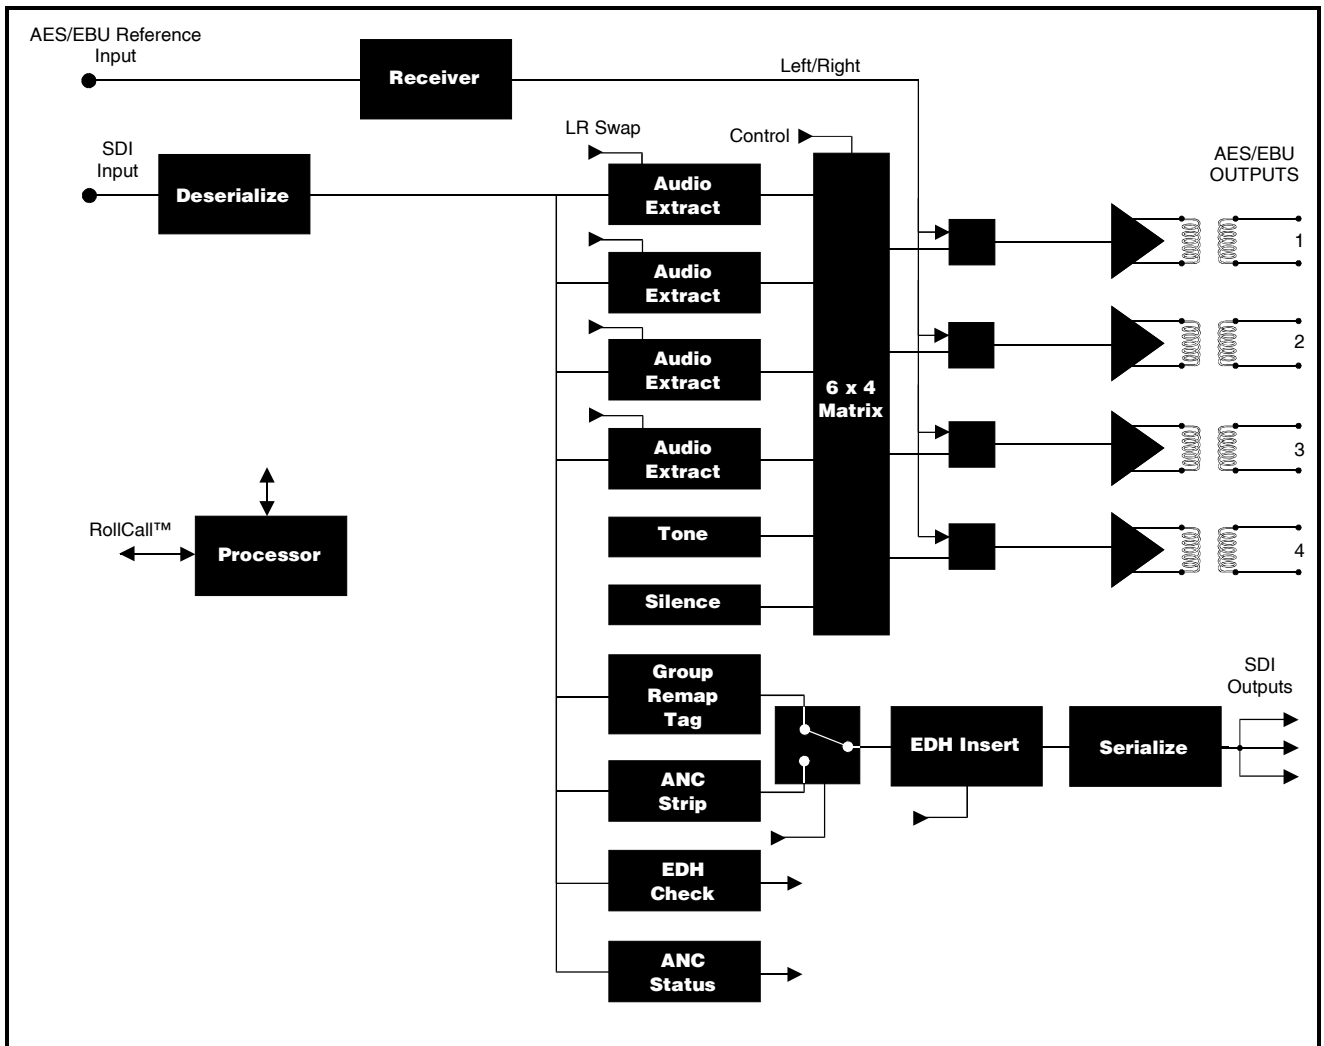 AES/EBU Reference
Input
Receiver
Left/Right
LR Swap
Control
SDI
Input
Deserialize
Audio
Extract
AES/EBU
OUTPUTS
1
Audio
Extract
2
Audio
Extract
6 x 4
Matrix
3
Audio
Extract
RollCall™
Processor
Tone
4
Silence
Group
Remap
Tag
SDI
Outputs
EDH Insert
Serialize
ANC
Strip
EDH
Check
ANC
Status